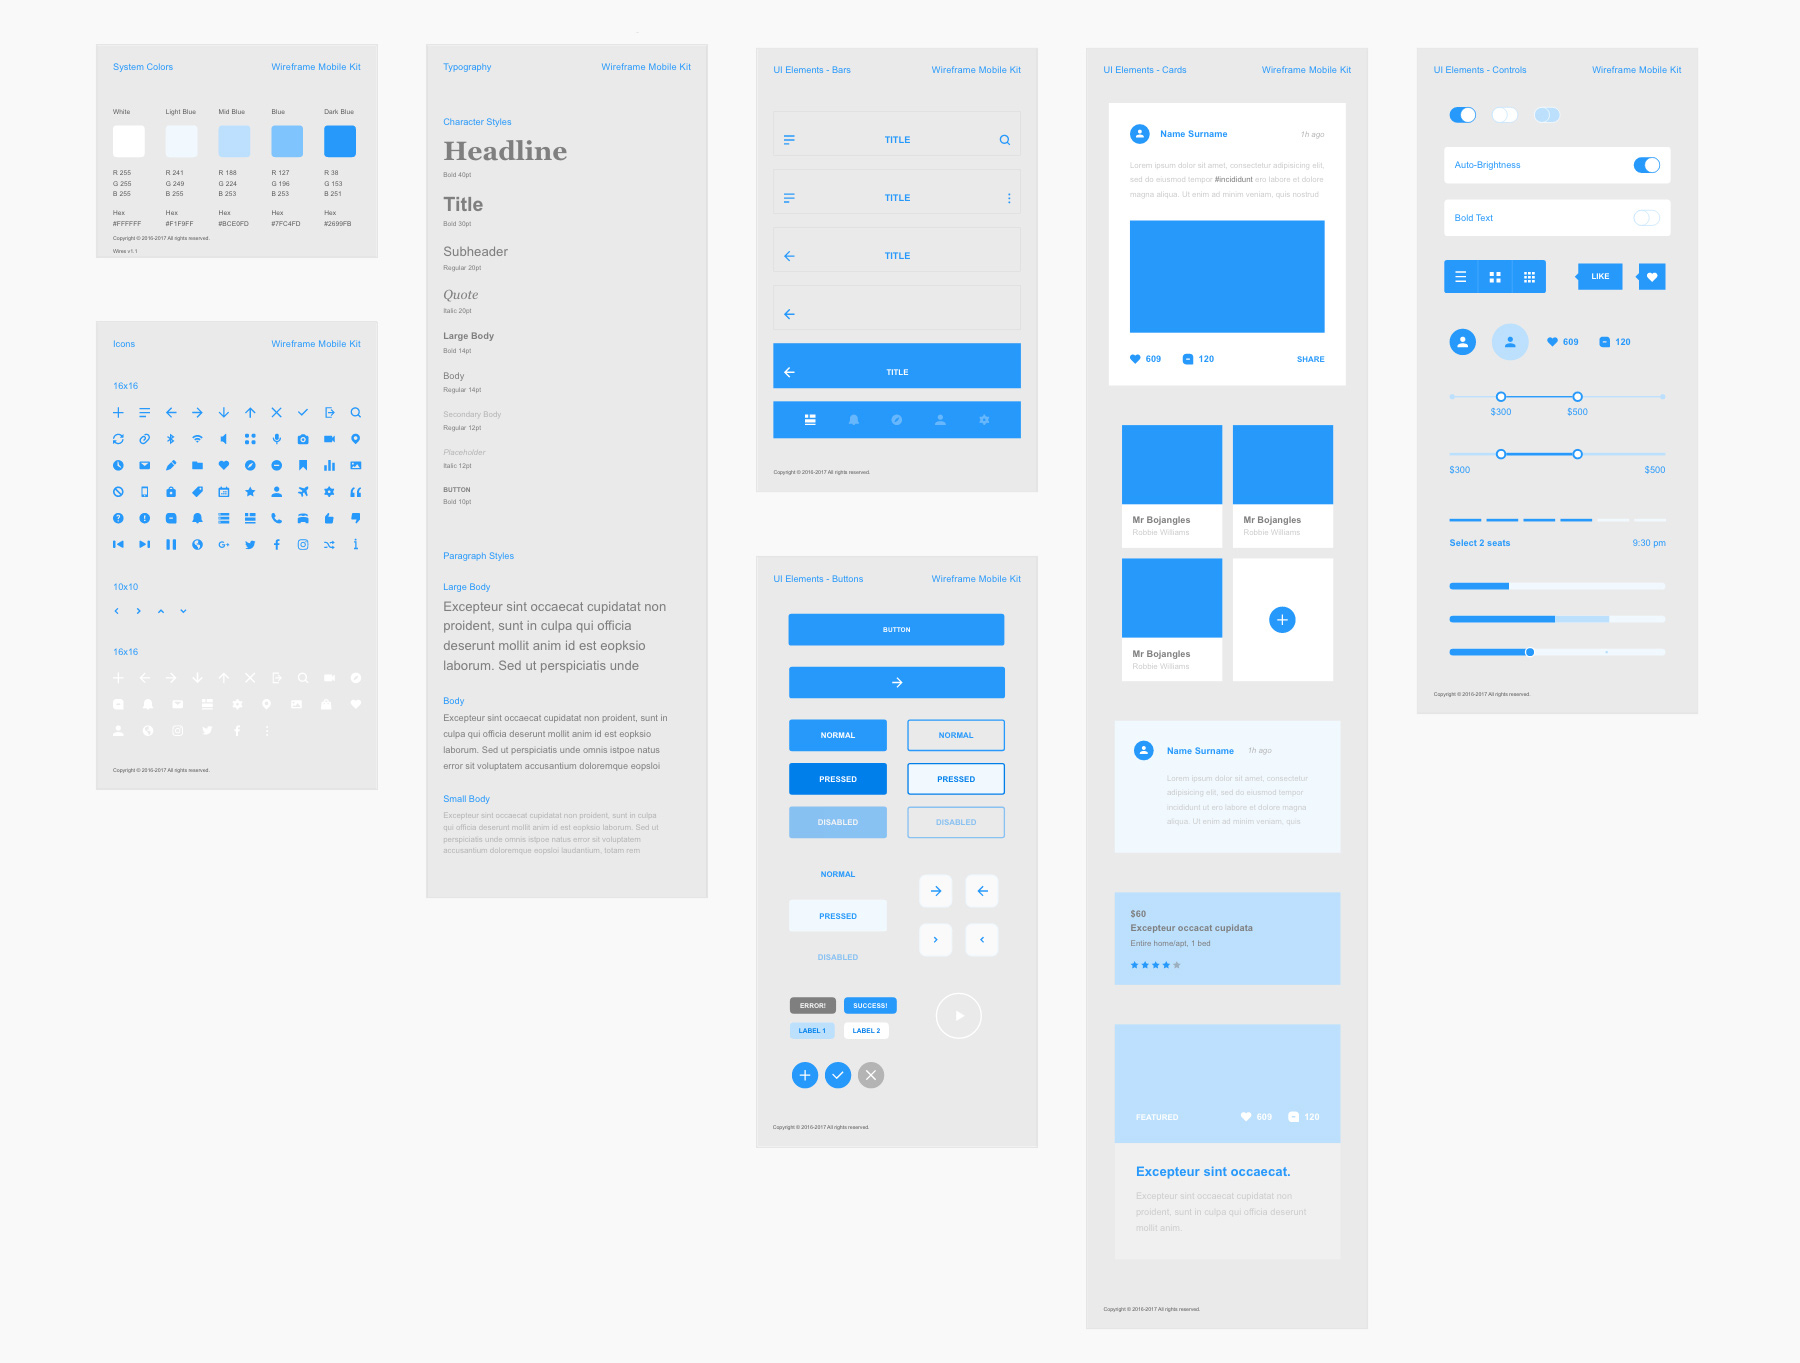 System Colors
Wireframe Mobile Kit
White
Light Blue
Mid Blue
Blue
Dark Blue
R 255
R 241
R 188
R 127
R 38
G 255
G 249
G 224
G 196
G 153
B 255
B 255
B 253
B 253
B 251
Hex
Hex
Hex
Hex
Hex
#FFFFFF
#F1F9FF
#BCE0FD
#7FC4FD
#2699FB
Copyright © 2016-2017 All rights reserved.
Wires v1.1
Icons
Wireframe Mobile Kit
16x16
10x10
16x16
Copyright © 2016-2017 All rights reserved.
Typography
Wireframe Mobile Kit
Character Styles
Headline
Bold 40pt
Title
Bold 30pt
Subheader
Regular 20pt
Quote
Italic 20pt
Large Body
Bold 14pt
Body
Regular 14pt
Secondary Body
Regular 12pt
Placeholder
Italic 12pt
BUTTON
Bold 10pt
Paragraph Styles
Large Body
Excepteur sint occaecat cupidatat non
proident, sunt in culpa qui officia
deserunt mollit anim id est eopksio
laborum. Sed ut perspiciatis unde
Body
Excepteur sint occaecat cupidatat non proident, sunt in
culpa qui officia deserunt mollit anim id est eopksio
laborum. Sed ut perspiciatis unde omnis istpoe natus
error sit voluptatem accusantium doloremque eopsloi
Small Body
Excepteur sint occaecat cupidatat non proident, sunt in culpa
qui officia deserunt mollit anim id est eopksio laborum. Sed ut
perspiciatis unde omnis istpoe natus error sit voluptatem
accusantium doloremque eopsloi laudantium, totam rem
UI Elements - Bars
Wireframe Mobile Kit
TITLE
TITLE
TITLE
TITLE
Copyright © 2016-2017 All rights reserved.
UI Elements - Buttons
Wireframe Mobile Kit
BUTTON
NORMAL
NORMAL
PRESSED
PRESSED
DISABLED
DISABLED
NORMAL
PRESSED
DISABLED
ERROR!
SUCCESS!
LABEL 1
LABEL 2
Copyright © 2016-2017 All rights reserved.
UI Elements - Cards
Wireframe Mobile Kit
Name Surname
1h ago
Lorem ipsum dolor sit amet, consectetur adipisicing elit,
sed do eiusmod tempor #incididunt ero labore et dolore
magna aliqua. Ut enim ad minim veniam, quis nostrud
609
120
SHARE
Mr Bojangles
Mr Bojangles
Robbie Williams
Robbie Williams
Mr Bojangles
Robbie Williams
Name Surname
1h ago
Lorem ipsum dolor sit amet, consectetur
adipisicing elit, sed do eiusmod tempor
incididunt ut ero labore et dolore magna
aliqua. Ut enim ad minim veniam, quis
$60
Excepteur occacat cupidata
Entire home/apt, 1 bed
FEATURED
609
120
Excepteur sint occaecat.
Excepteur sint occaecat cupidatat non
proident, sunt in culpa qui officia deserunt
mollit anim.
Copyright © 2016-2017 All rights reserved.
UI Elements - Controls
Wireframe Mobile Kit
Auto-Brightness
Bold Text
LIKE
609
120
$300
$500
$300
$500
Select 2 seats
9:30 pm
Copyright © 2016-2017 All rights reserved.